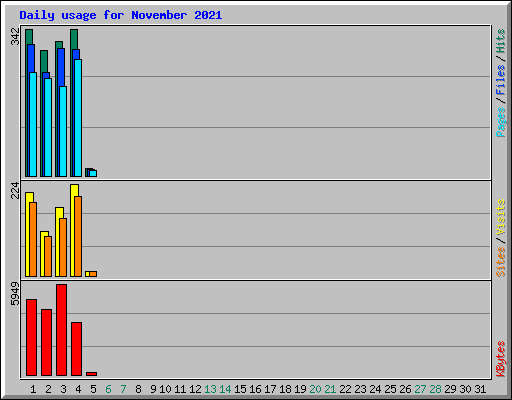 Daily usage for November 2021
342
Pages / Files / Hits
224
Sites / Visits
5949
KBytes
1 2 3 4 5 6 7 8 9 10 11 12 13 14 15 16 17 18 19 20 21 22 23 24 25 26 27 28 29 30 31